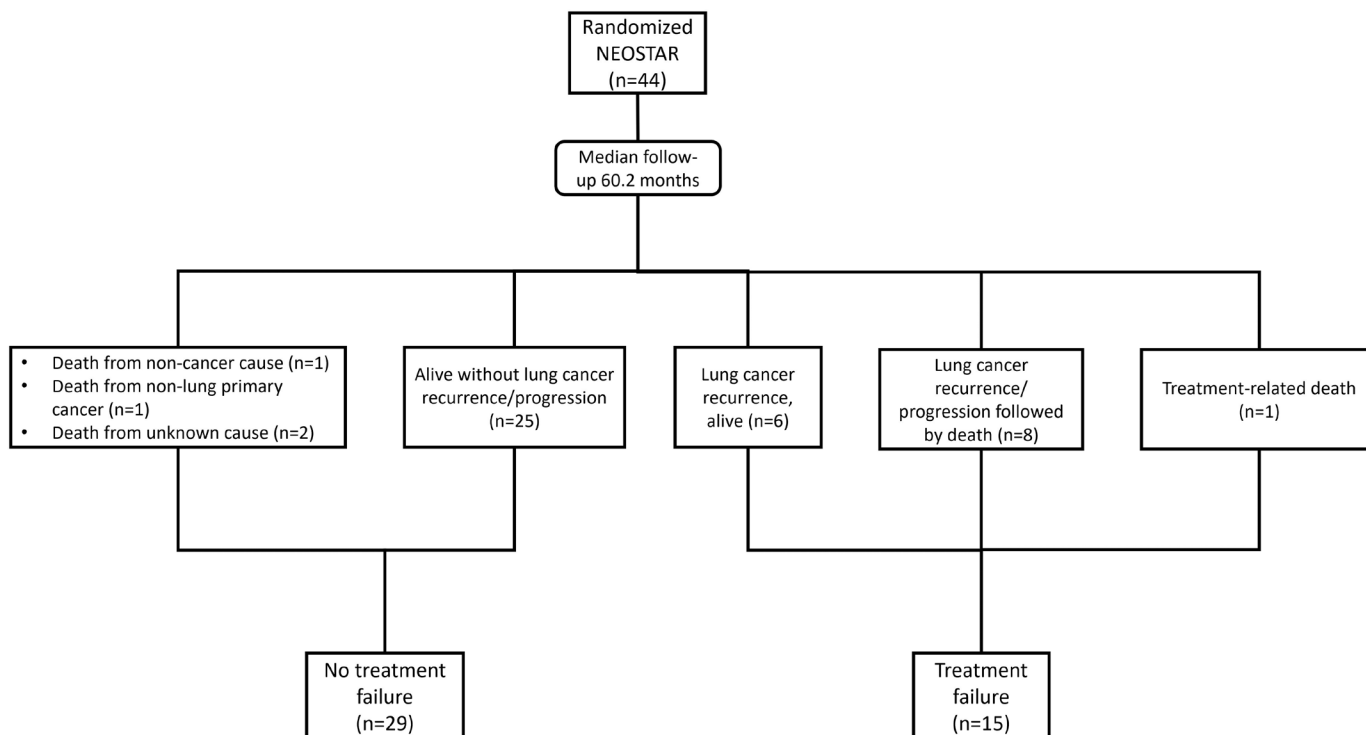 Randomized
NEOSTAR
(n=44)
Median follow-
up 60.2 months
• Death from non-cancer cause (n=1)
• Death from non-lung primary
cancer (n=1)
• Death from unknown cause (n=2)
Alive without lung cancer
recurrence/progression
(n=25)
Lung cancer
recurrence,
alive (n=6)
Lung cancer
recurrence/
progression followed
by death (n=8)
Treatment-related death
(n=1)
No treatment
failure
(n=29)
Treatment
failure
(n=15)